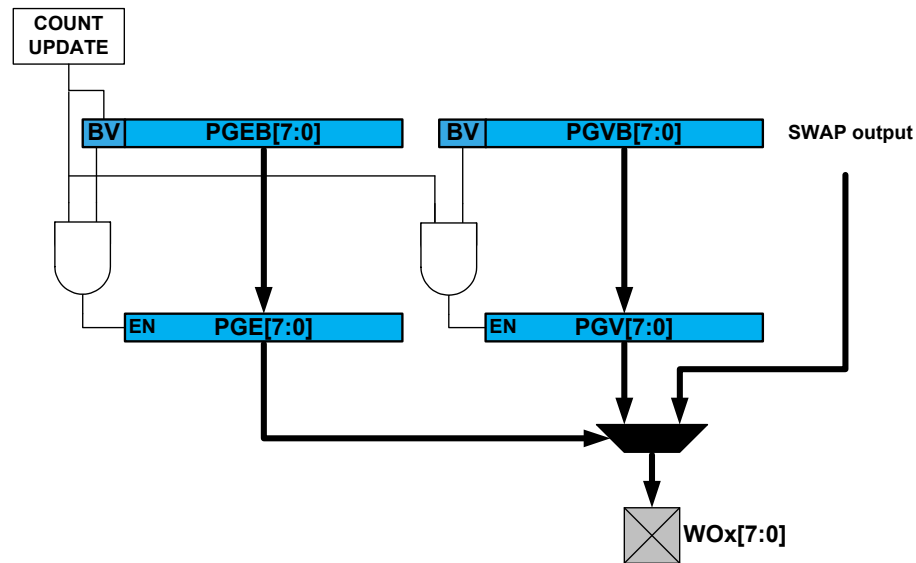 COUNT
UPDATE
BV PGEB[7:0] BV PGVB[7:0] SWAP output
EN PGE[7:0] EN PGV[7:0]
WOx[7:0]